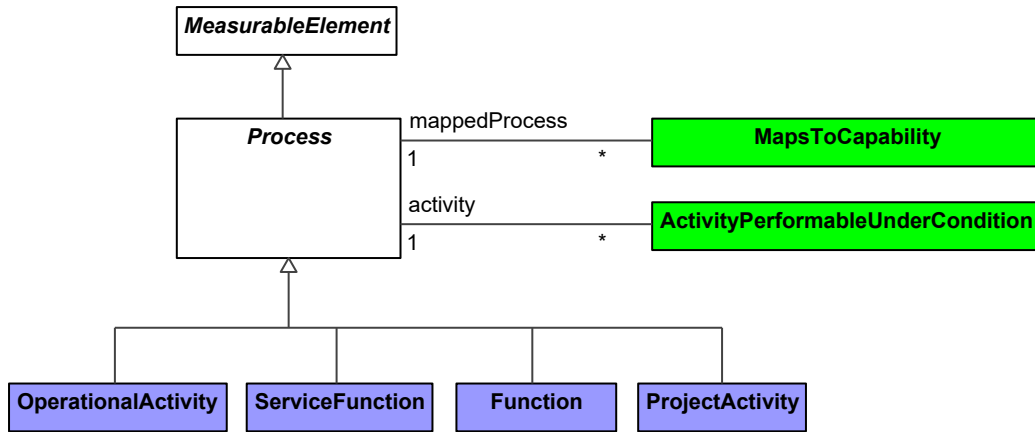 MeasurableElement
Process
mappedProcess
1
*
MapsToCapability
activity
1
*
ActivityPerformableUnderCondition
OperationalActivity
ServiceFunction
Function
ProjectActivity